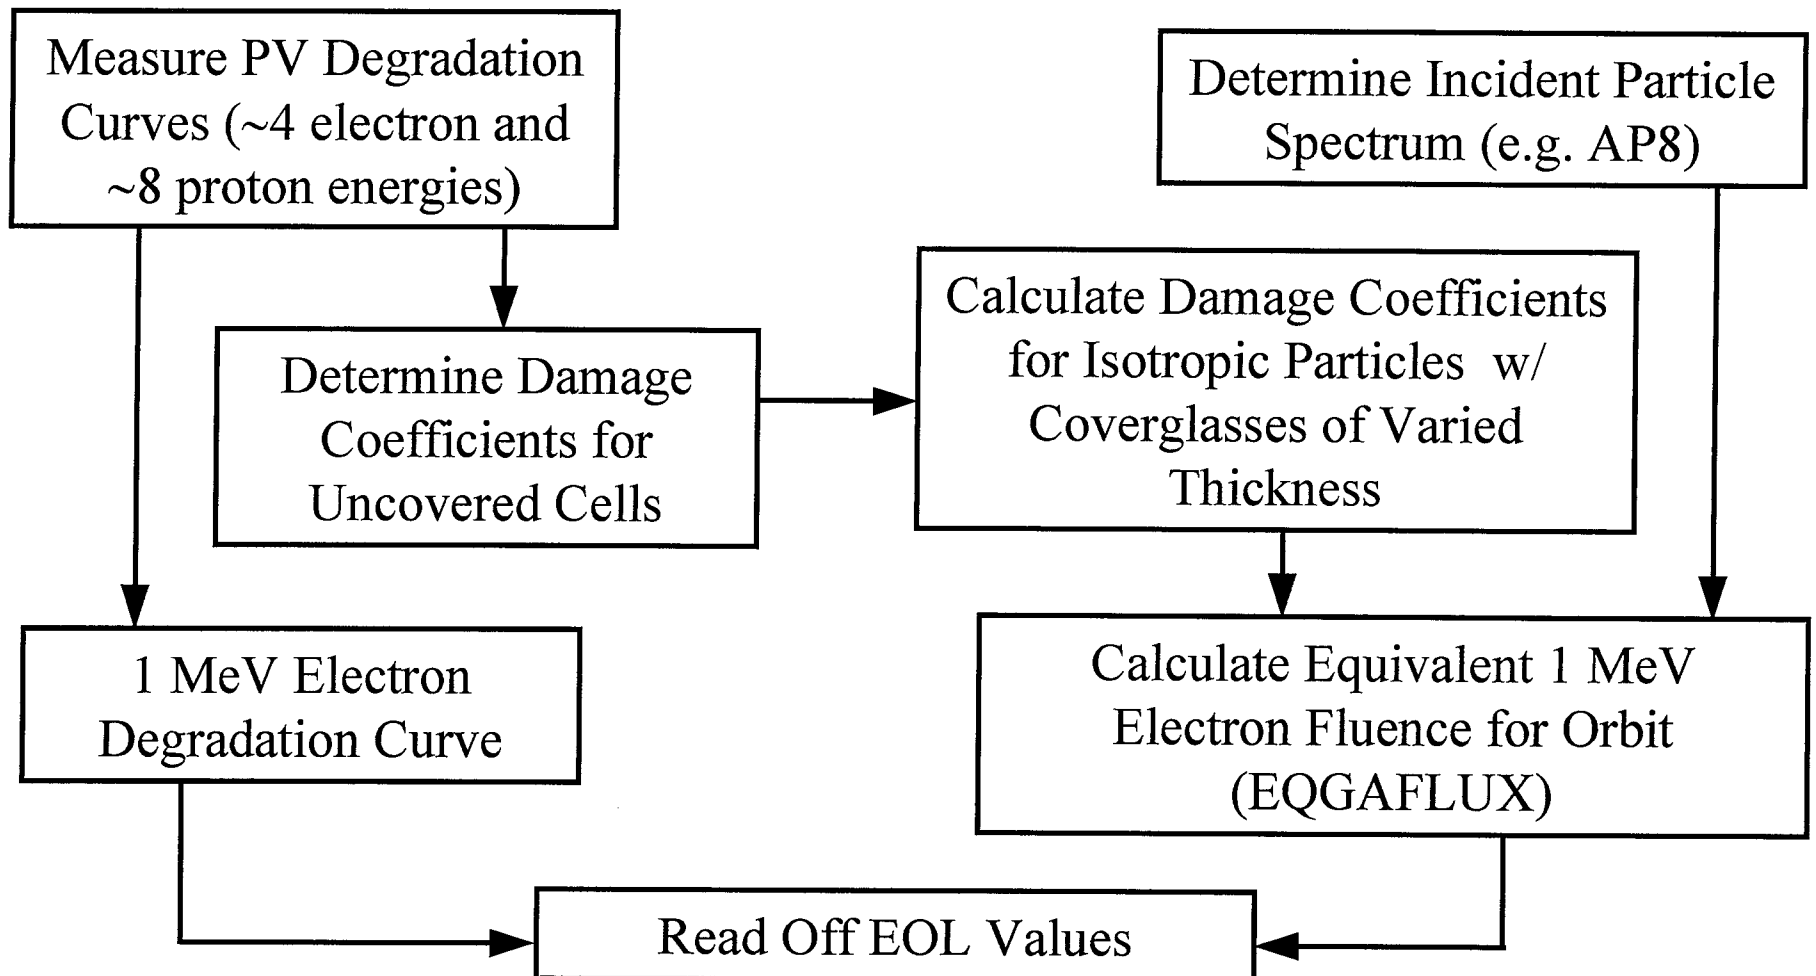 Measure PV Degradation
Curves (~4 electron and
~8 proton energies)
Determine Incident Particle
Spectrum (e.g. AP8)
Determine Damage
Coefficients for
Uncovered Cells
Calculate Damage Coefficients
for Isotropic Particles w/
Coverglasses of Varied
Thickness
1 MeV Electron
Degradation Curve
Calculate Equivalent 1 MeV
Electron Fluence for Orbit
(EQGAFLUX)
Read Off EOL Values